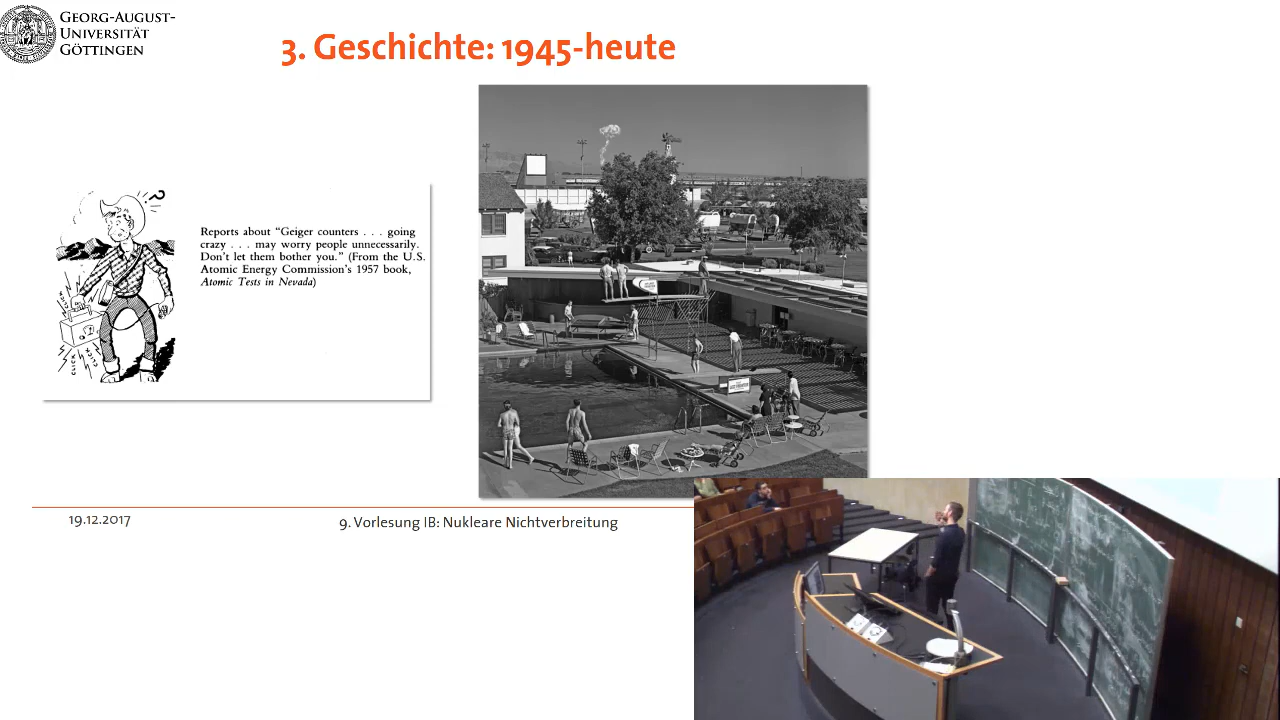 GEORG-AUGUST-
UNIVERSITÄT
GÖTTINGEN
3. Geschichte: 1945-heute
Reports about “Geiger counters . . . going
crazy . . . may worry people unnecessarily.
Don’t let them bother you.” (From the U.S.
Atomic Energy Commission’s 1957 book,
Atomic Tests in Nevada)
19.12.2017
9. Vorlesung IB: Nukleare Nichtverbreitung